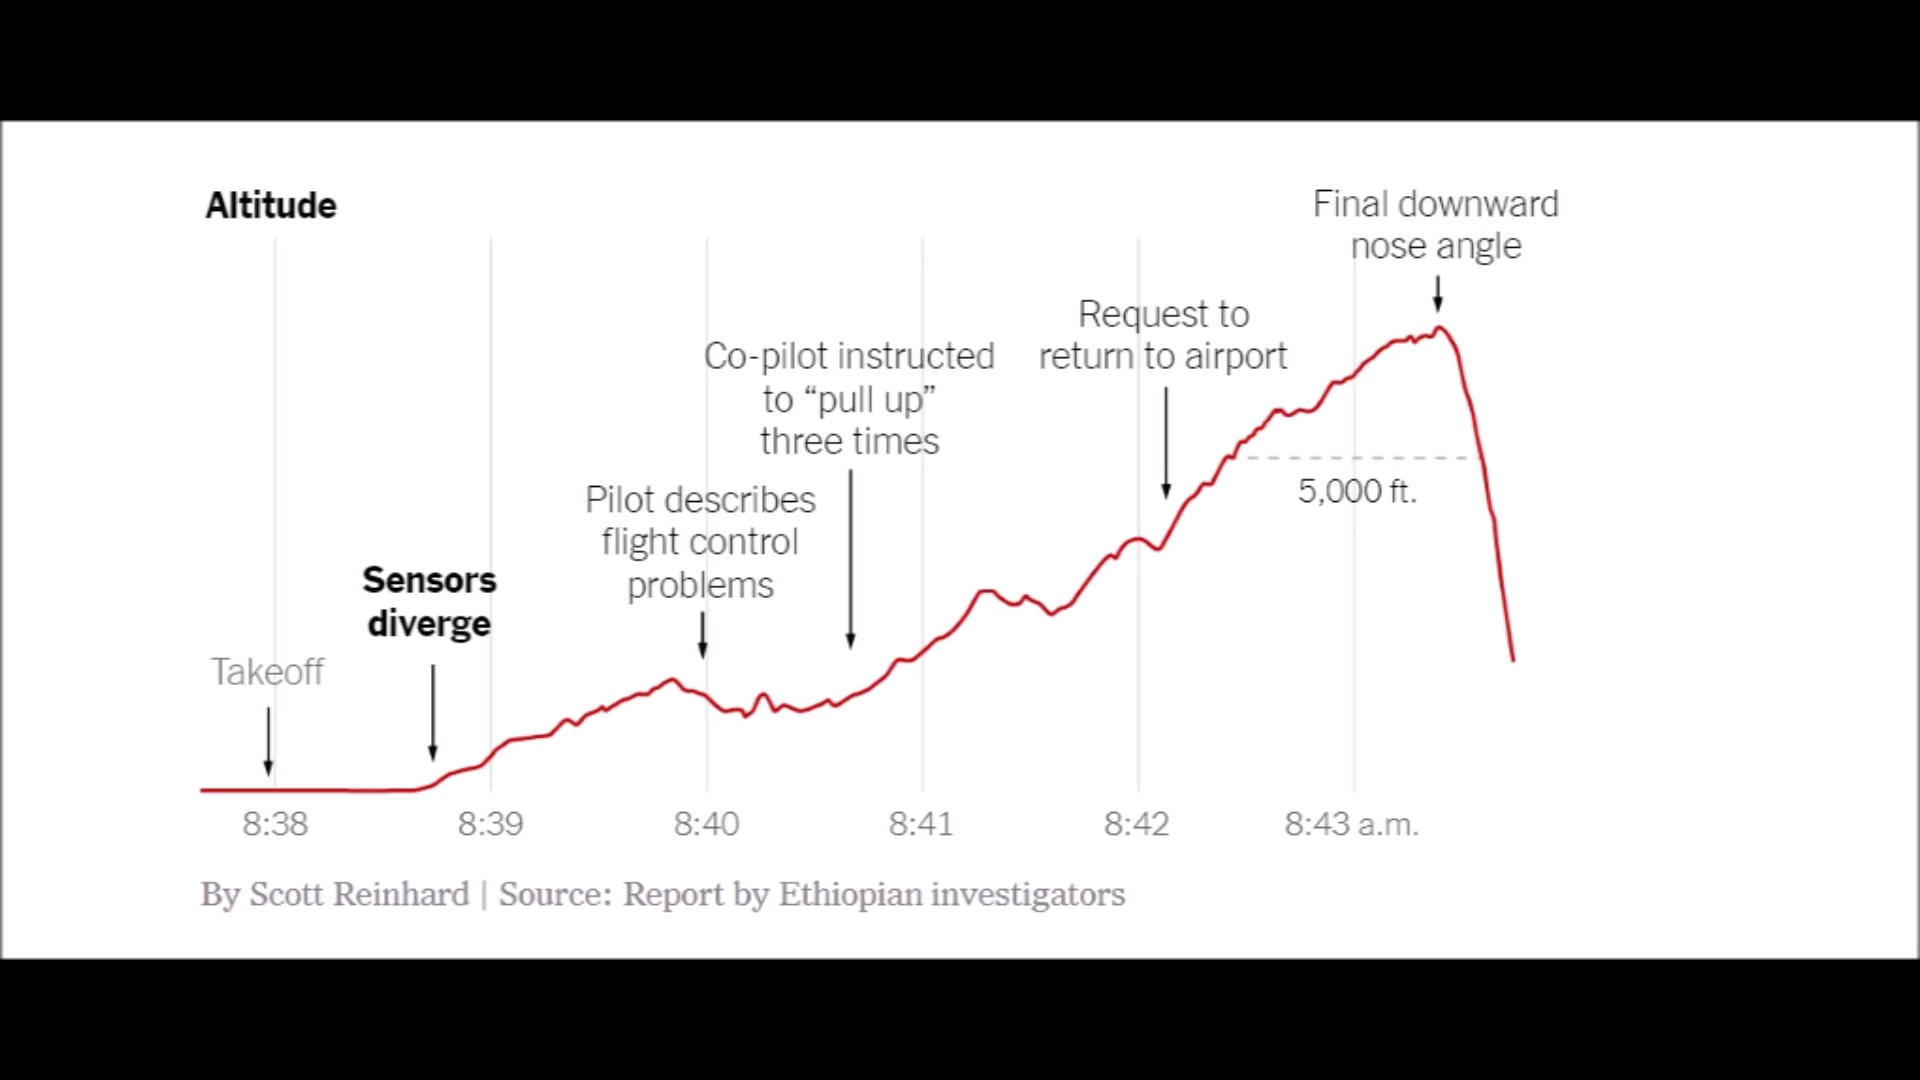 Altitude
Final downward
nose angle
Request to
return to airport
Co-pilot instructed
to “pull up”
three times
Pilot describes
flight control
problems
Sensors
diverge
Takeoff
5,000 ft.
8:38
8:39
8:40
8:41
8:42
8:43 a.m.
By Scott Reinhard | Source: Report by Ethiopian investigators